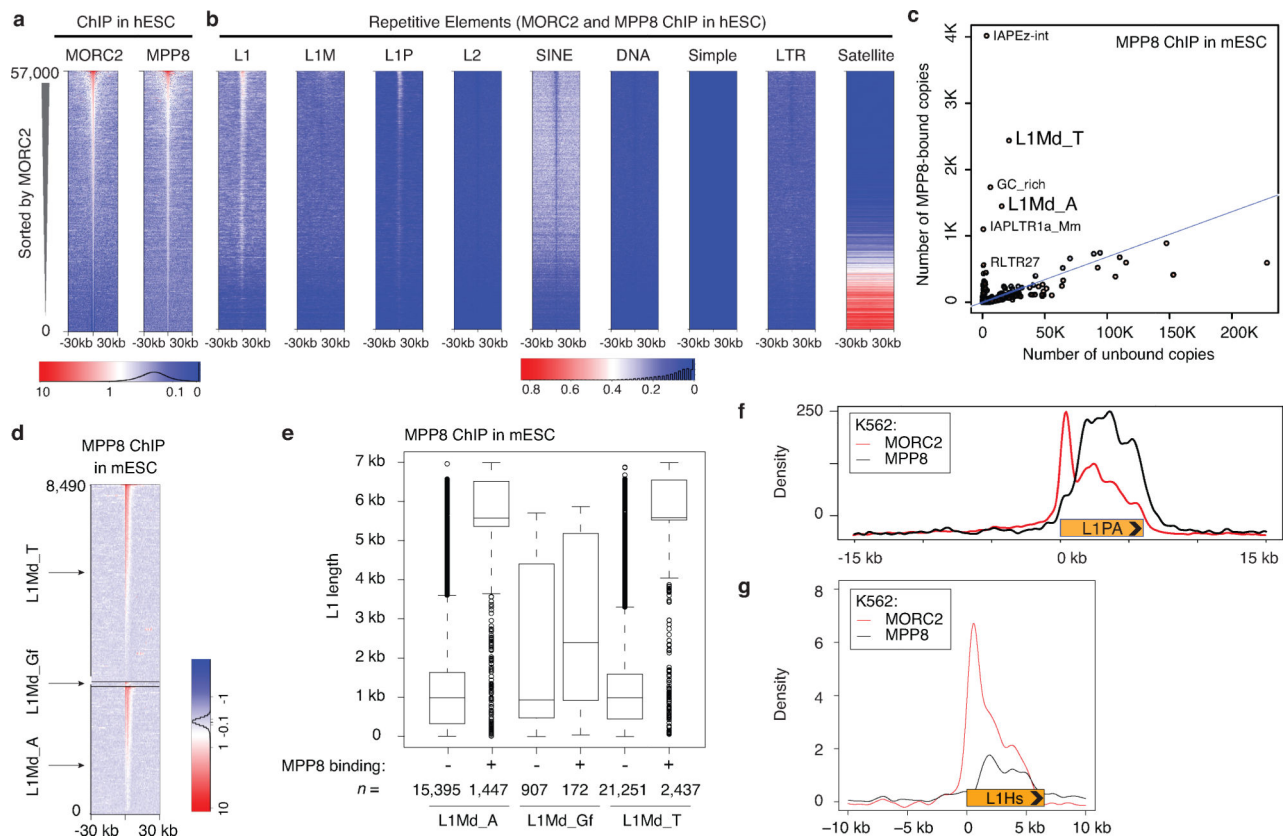 a
ChIP in hESC
MORC2 MPP8
57,000
Sorted by MORC2
0
-30kb 30kb -30kb 30kb
10 1 0.1 0
b
Repetitive Elements (MORC2 and MPP8 ChIP in hESC)
L1 L1M L1P L2 SINE DNA Simple LTR Satellite
-30kb 30kb -30kb 30kb -30kb 30kb -30kb 30kb -30kb 30kb -30kb 30kb -30kb 30kb -30kb 30kb -30kb 30kb
0.8 0.6 0.4 0.2 0
c
MPP8 ChIP in mESC
Number of MPP8-bound copies
4K
3K
2K
1K
0
IAPEz-int
L1Md_T
GC_rich
L1Md_A
IAPLTR1a_Mm
RLTR27
0 50K 100K 150K 200K
Number of unbound copies
d
MPP8 ChIP
in mESC
8,490
L1Md_T
L1Md_Gf
L1Md_A
0
-30 kb 30 kb
-1
-0.1
1
10
e
MPP8 ChIP in mESC
L1 length
7 kb
6 kb
5 kb
4 kb
3 kb
2 kb
1 kb
0
MPP8 binding: - + - + - +
n = 15,395 1,447 907 172 21,251 2,437
L1Md_A L1Md_Gf L1Md_T
f
K562:
MORC2
MPP8
Density
250
0
L1PA
-15 kb 0 kb 15 kb
g
K562:
MORC2
MPP8
Density
8
6
4
2
0
L1Hs
−10 kb −5 kb 0 5 kb 10 kb